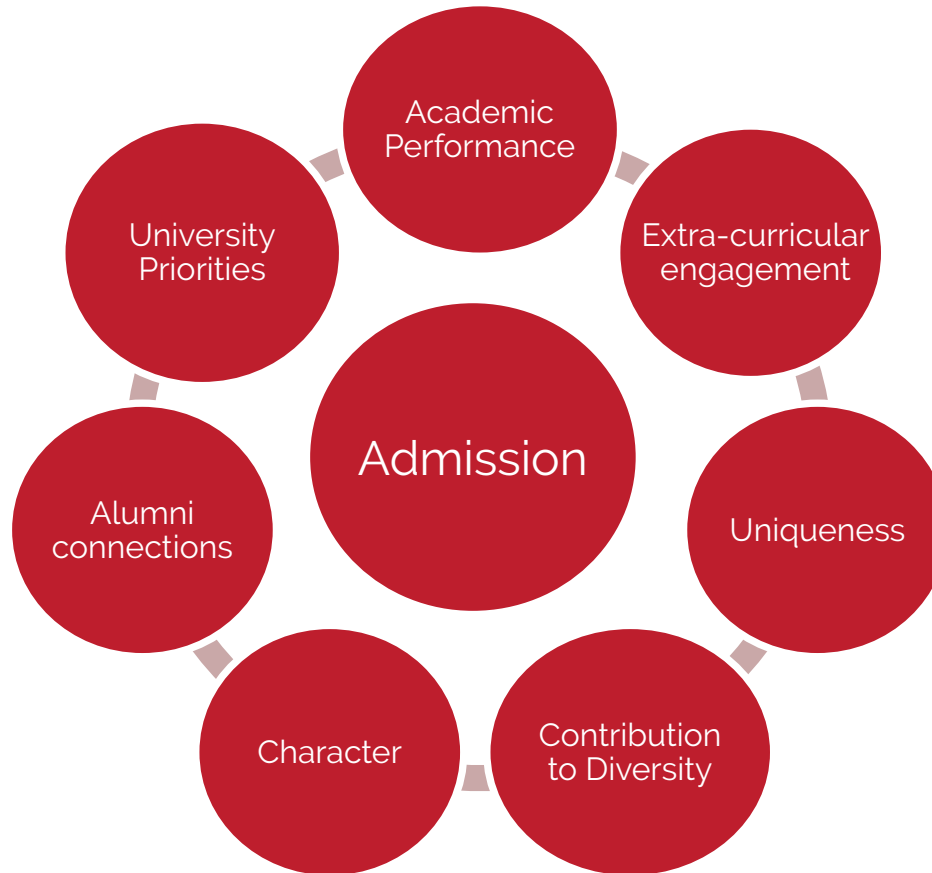 Academic
Performance
Extra-curricular
engagement
Uniqueness
Contribution
to Diversity
Character
Alumni
connections
University
Priorities
Admission